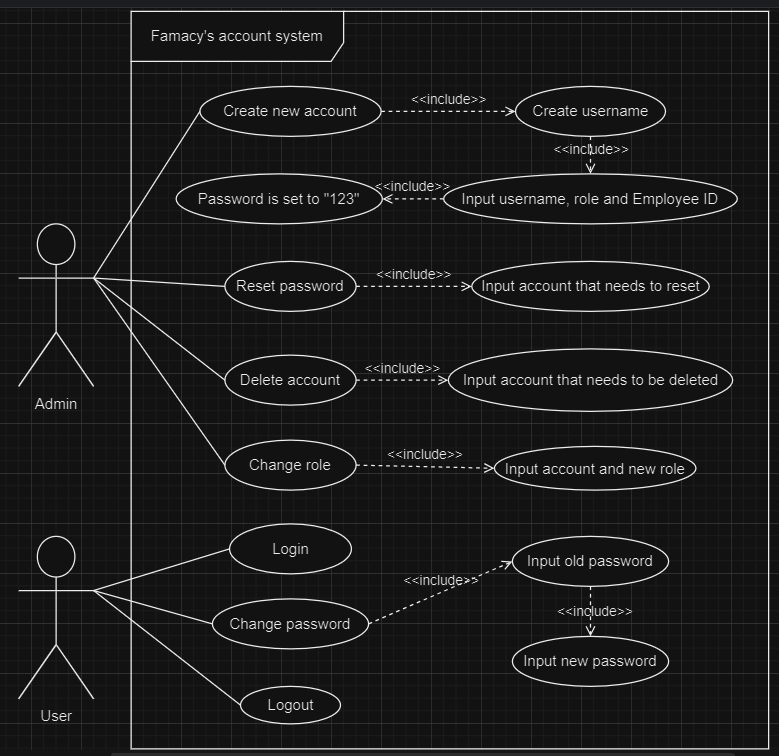 Famacy's account system
Create new account
<<include>>
Create username
<<include>>
Password is set to "123"
<<include>>
Input username, role and Employee ID
Reset password
<<include>>
Input account that needs to reset
Delete account
<<include>>
Input account that needs to be deleted
Admin
Change role
<<include>>
Input account and new role
Login
Input old password
<<include>>
Change password
<<include>>
Input new password
Logout
User